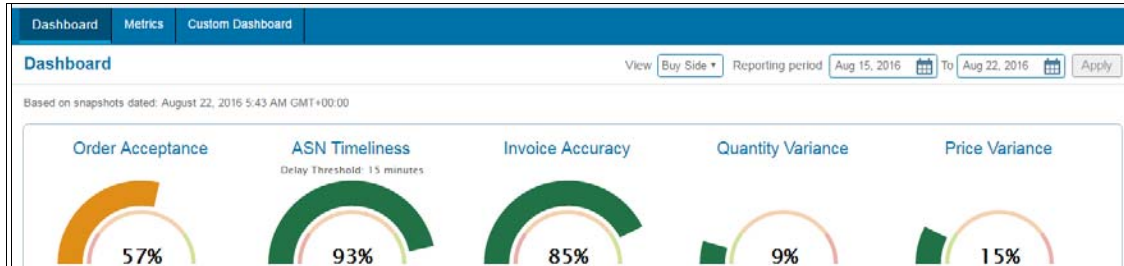 Dashboard Metrics Custom Dashboard
Dashboard View Buy Side Reporting period Aug 15, 2016 To Aug 22, 2016 Apply
Based on snapshots dated: August 22, 2016 5:43 AM GMT+00:00
Order Acceptance ASN Timeliness Invoice Accuracy Quantity Variance Price Variance
Delay Threshold: 15 minutes
57% 93% 85% 9% 15%